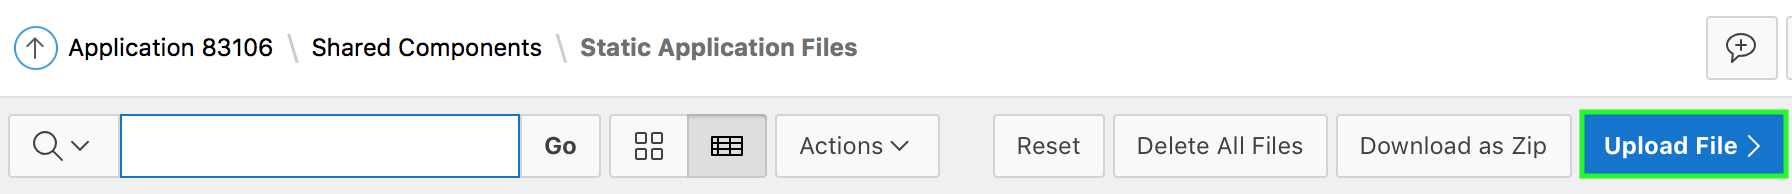 Application 83106 \ Shared Components \ Static Application Files
Go Actions Reset Delete All Files Download as Zip Upload File